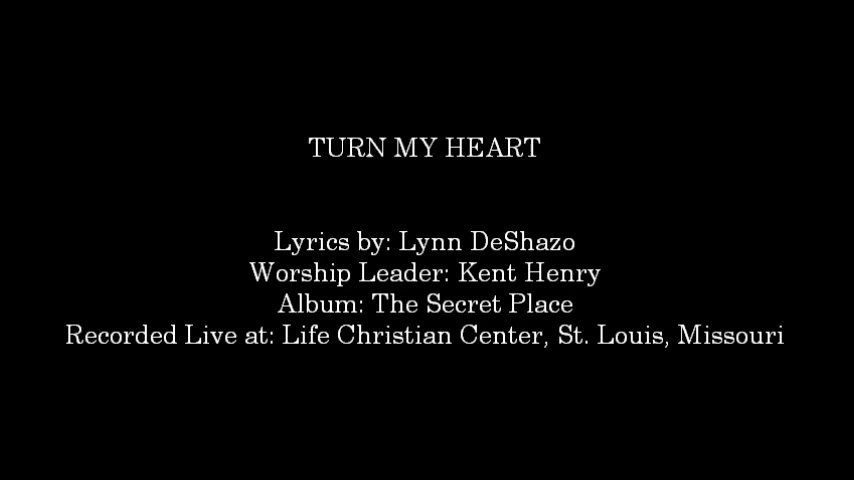 TURN MY HEART
Lyrics by: Lynn DeShazo
Worship Leader: Kent Henry
Album: The Secret Place
Recorded Live at: Life Christian Center, St. Louis, Missouri